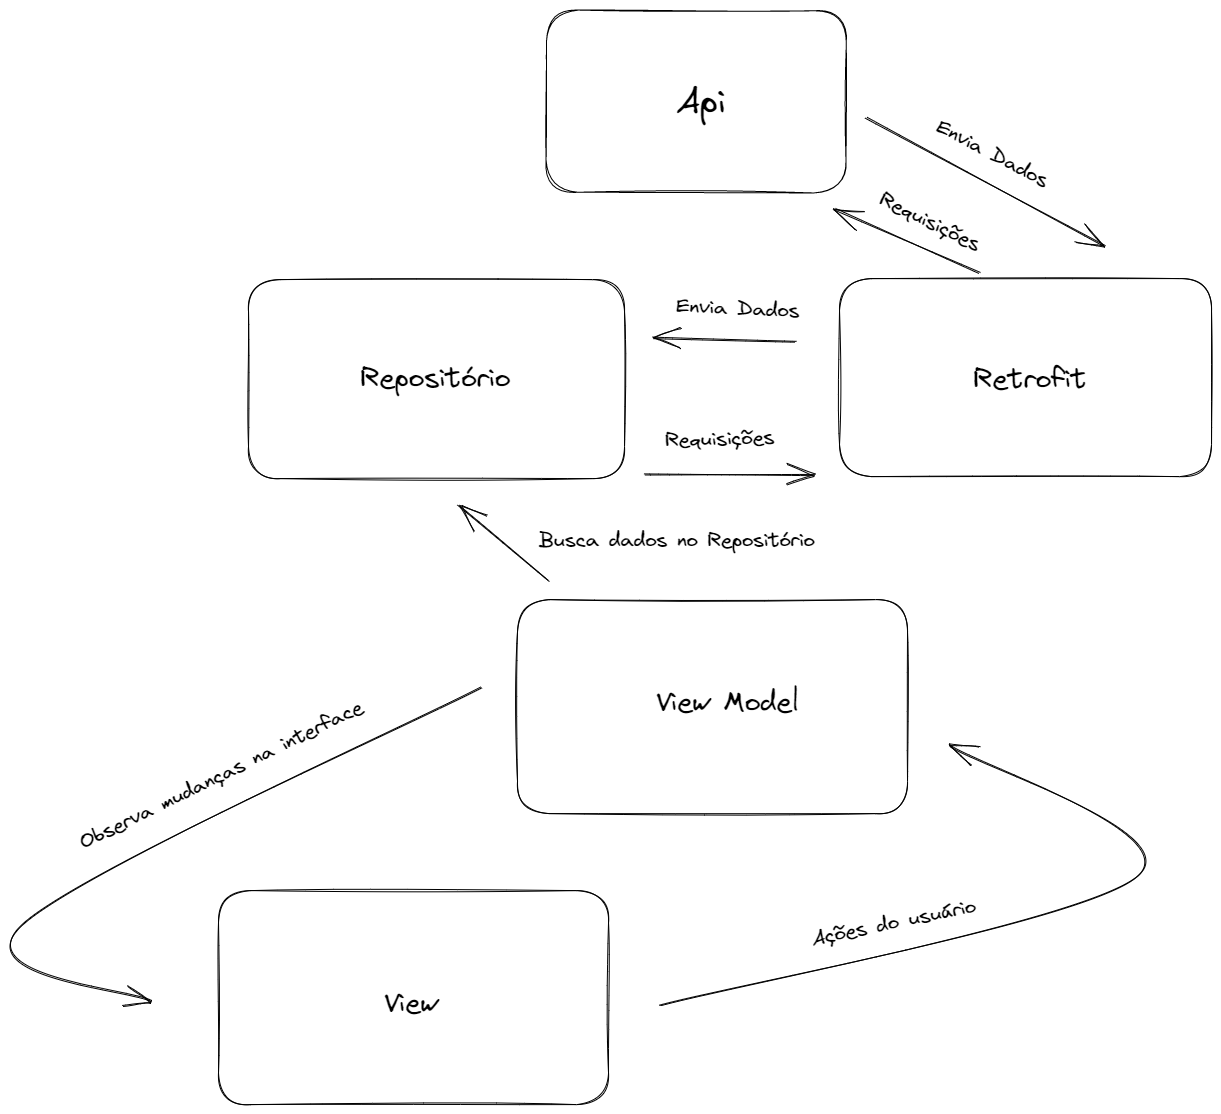 Api
Envia Dados
Requisições
Envia Dados
Repositório
Retrofit
Requisições
Busca dados no Repositório
View Model
Observa mudanças na interface
Ações do usuário
View